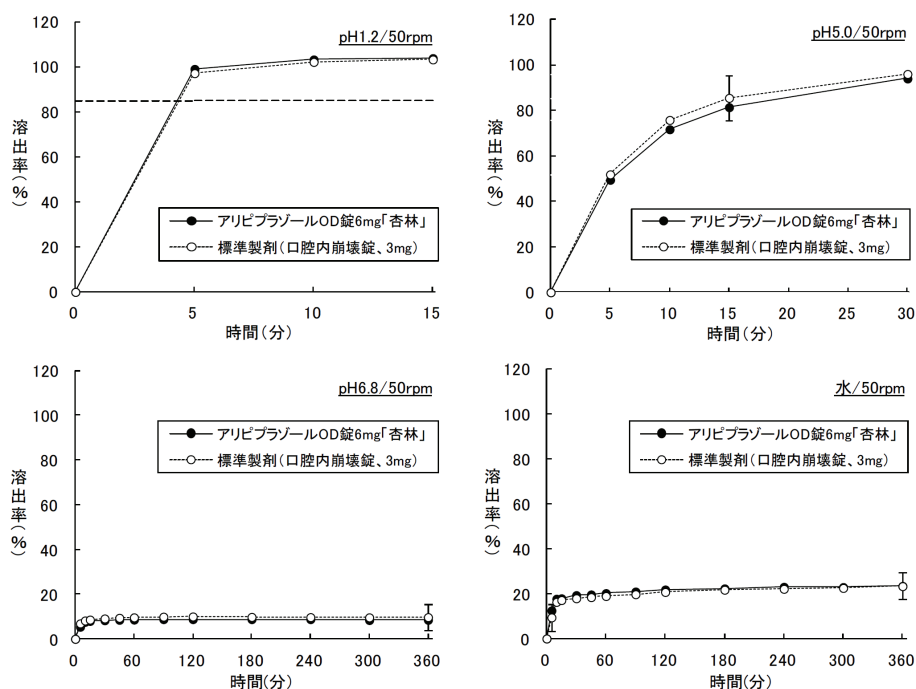 pH1.2/50rpm
120
100
80
60
40
20
0
溶出率(%)
アリピプラゾールOD錠6mg「杏林」
標準製剤(口腔内崩壊錠、3mg)
0 5 10 15
時間(分)
pH5.0/50rpm
120
100
80
60
40
20
0
溶出率(%)
アリピプラゾールOD錠6mg「杏林」
標準製剤(口腔内崩壊錠、3mg)
0 5 10 15 20 25 30
時間(分)
pH6.8/50rpm
120
100
80
60
40
20
0
溶出率(%)
アリピプラゾールOD錠6mg「杏林」
標準製剤(口腔内崩壊錠、3mg)
0 60 120 180 240 300 360
時間(分)
水/50rpm
120
100
80
60
40
20
0
溶出率(%)
アリピプラゾールOD錠6mg「杏林」
標準製剤(口腔内崩壊錠、3mg)
0 60 120 180 240 300 360
時間(分)